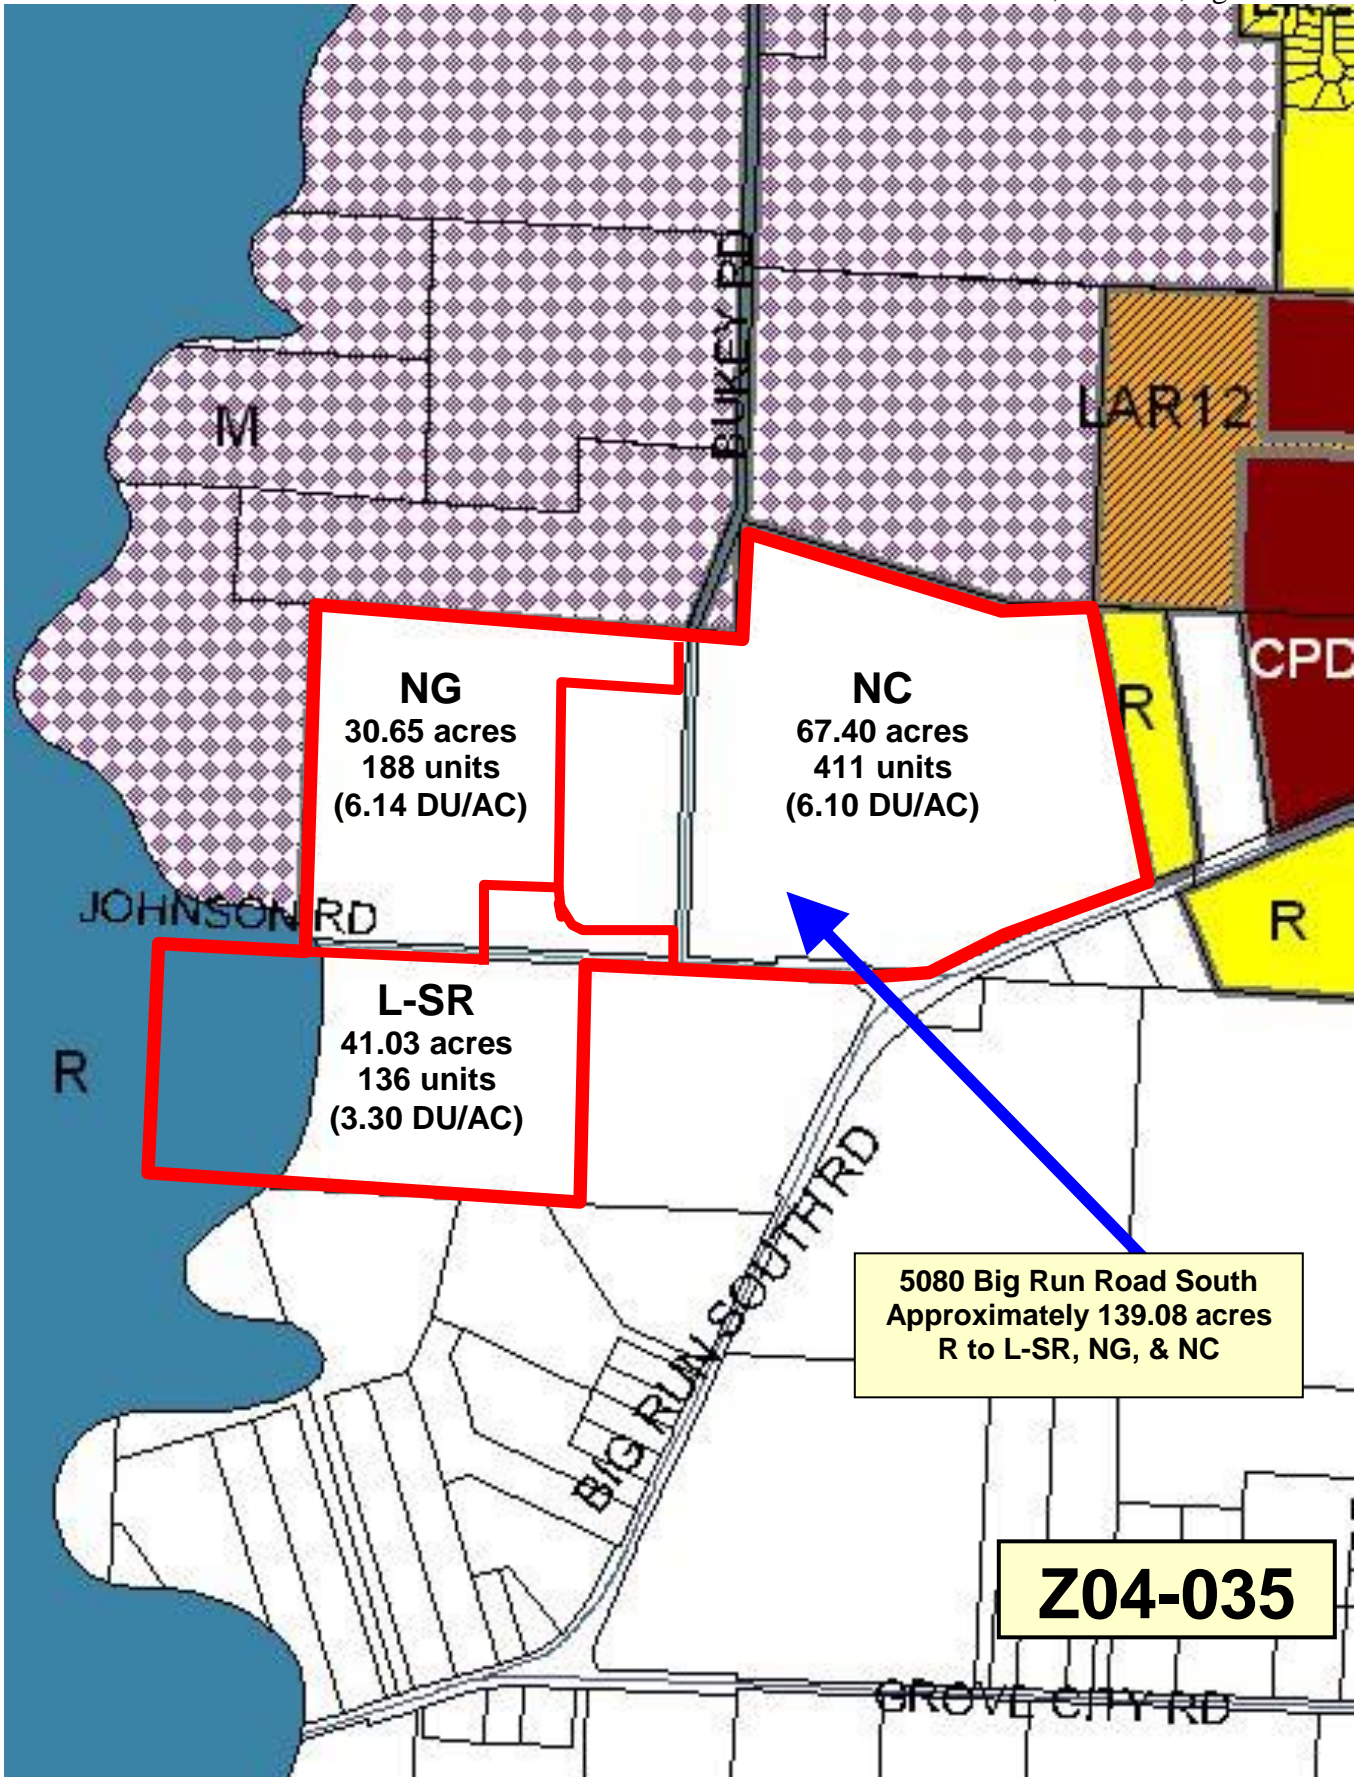 BUKEY RD
M
LAR12
CPD
R
NG
30.65 acres
188 units
(6.14 DU/AC)
NC
67.40 acres
411 units
(6.10 DU/AC)
JOHNSON RD
R
L-SR
41.03 acres
136 units
(3.30 DU/AC)
R
BIG RUN SOUTH RD
5080 Big Run Road South
Approximately 139.08 acres
R to L-SR, NG, & NC
Z04-035
GROVE CITY RD